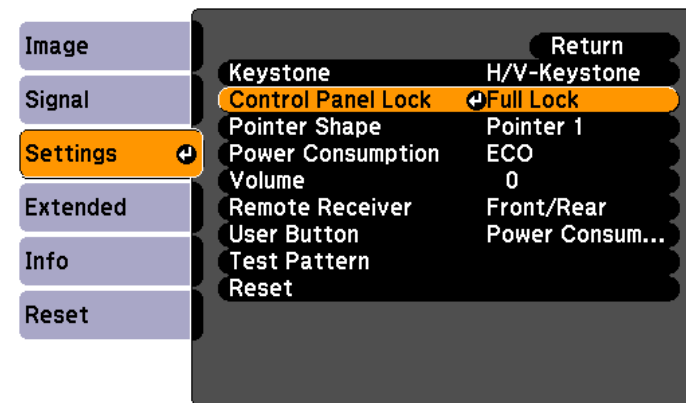 Image
Signal
Settings
Extended
Info
Reset
Return
Keystone H/V-Keystone
Control Panel Lock Full Lock
Pointer Shape Pointer 1
Power Consumption ECO
Volume 0
Remote Receiver Front/Rear
User Button Power Consum...
Test Pattern
Reset